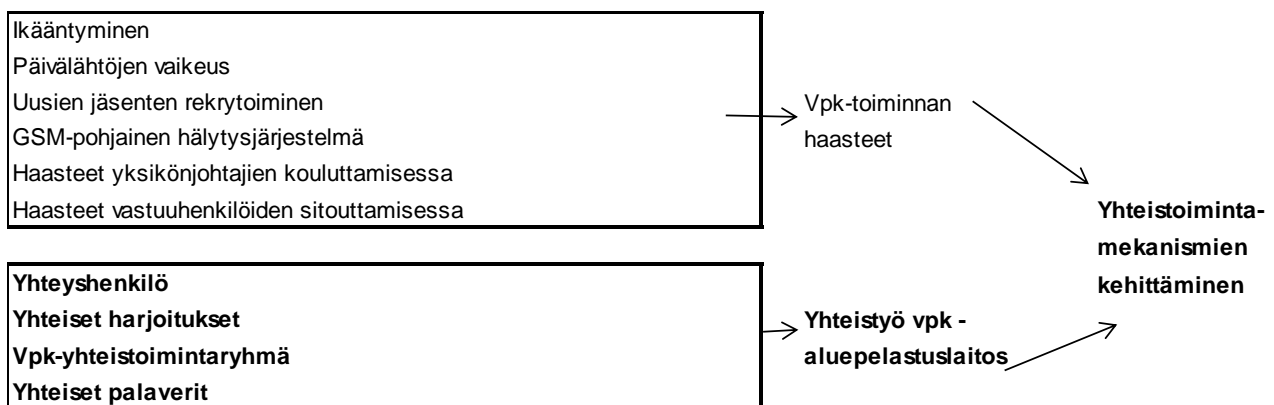 Ikääntyminen
Päivälähtöjen vaikeus
Uusien jäsenten rekrytoiminen
GSM-pohjainen hälytysjärjestelmä
Haasteet yksikönjohtajien kouluttamisessa
Haasteet vastuuhenkilöiden sitouttamisessa
Vpk-toiminnan
haasteet
Yhteyshenkilö
Yhteiset harjoitukset
Vpk-yhteistoimintaryhmä
Yhteiset palaverit
Yhteistyö vpk -
aluepelastuslaitos
Yhteistoiminta-
mekanismien
kehittäminen